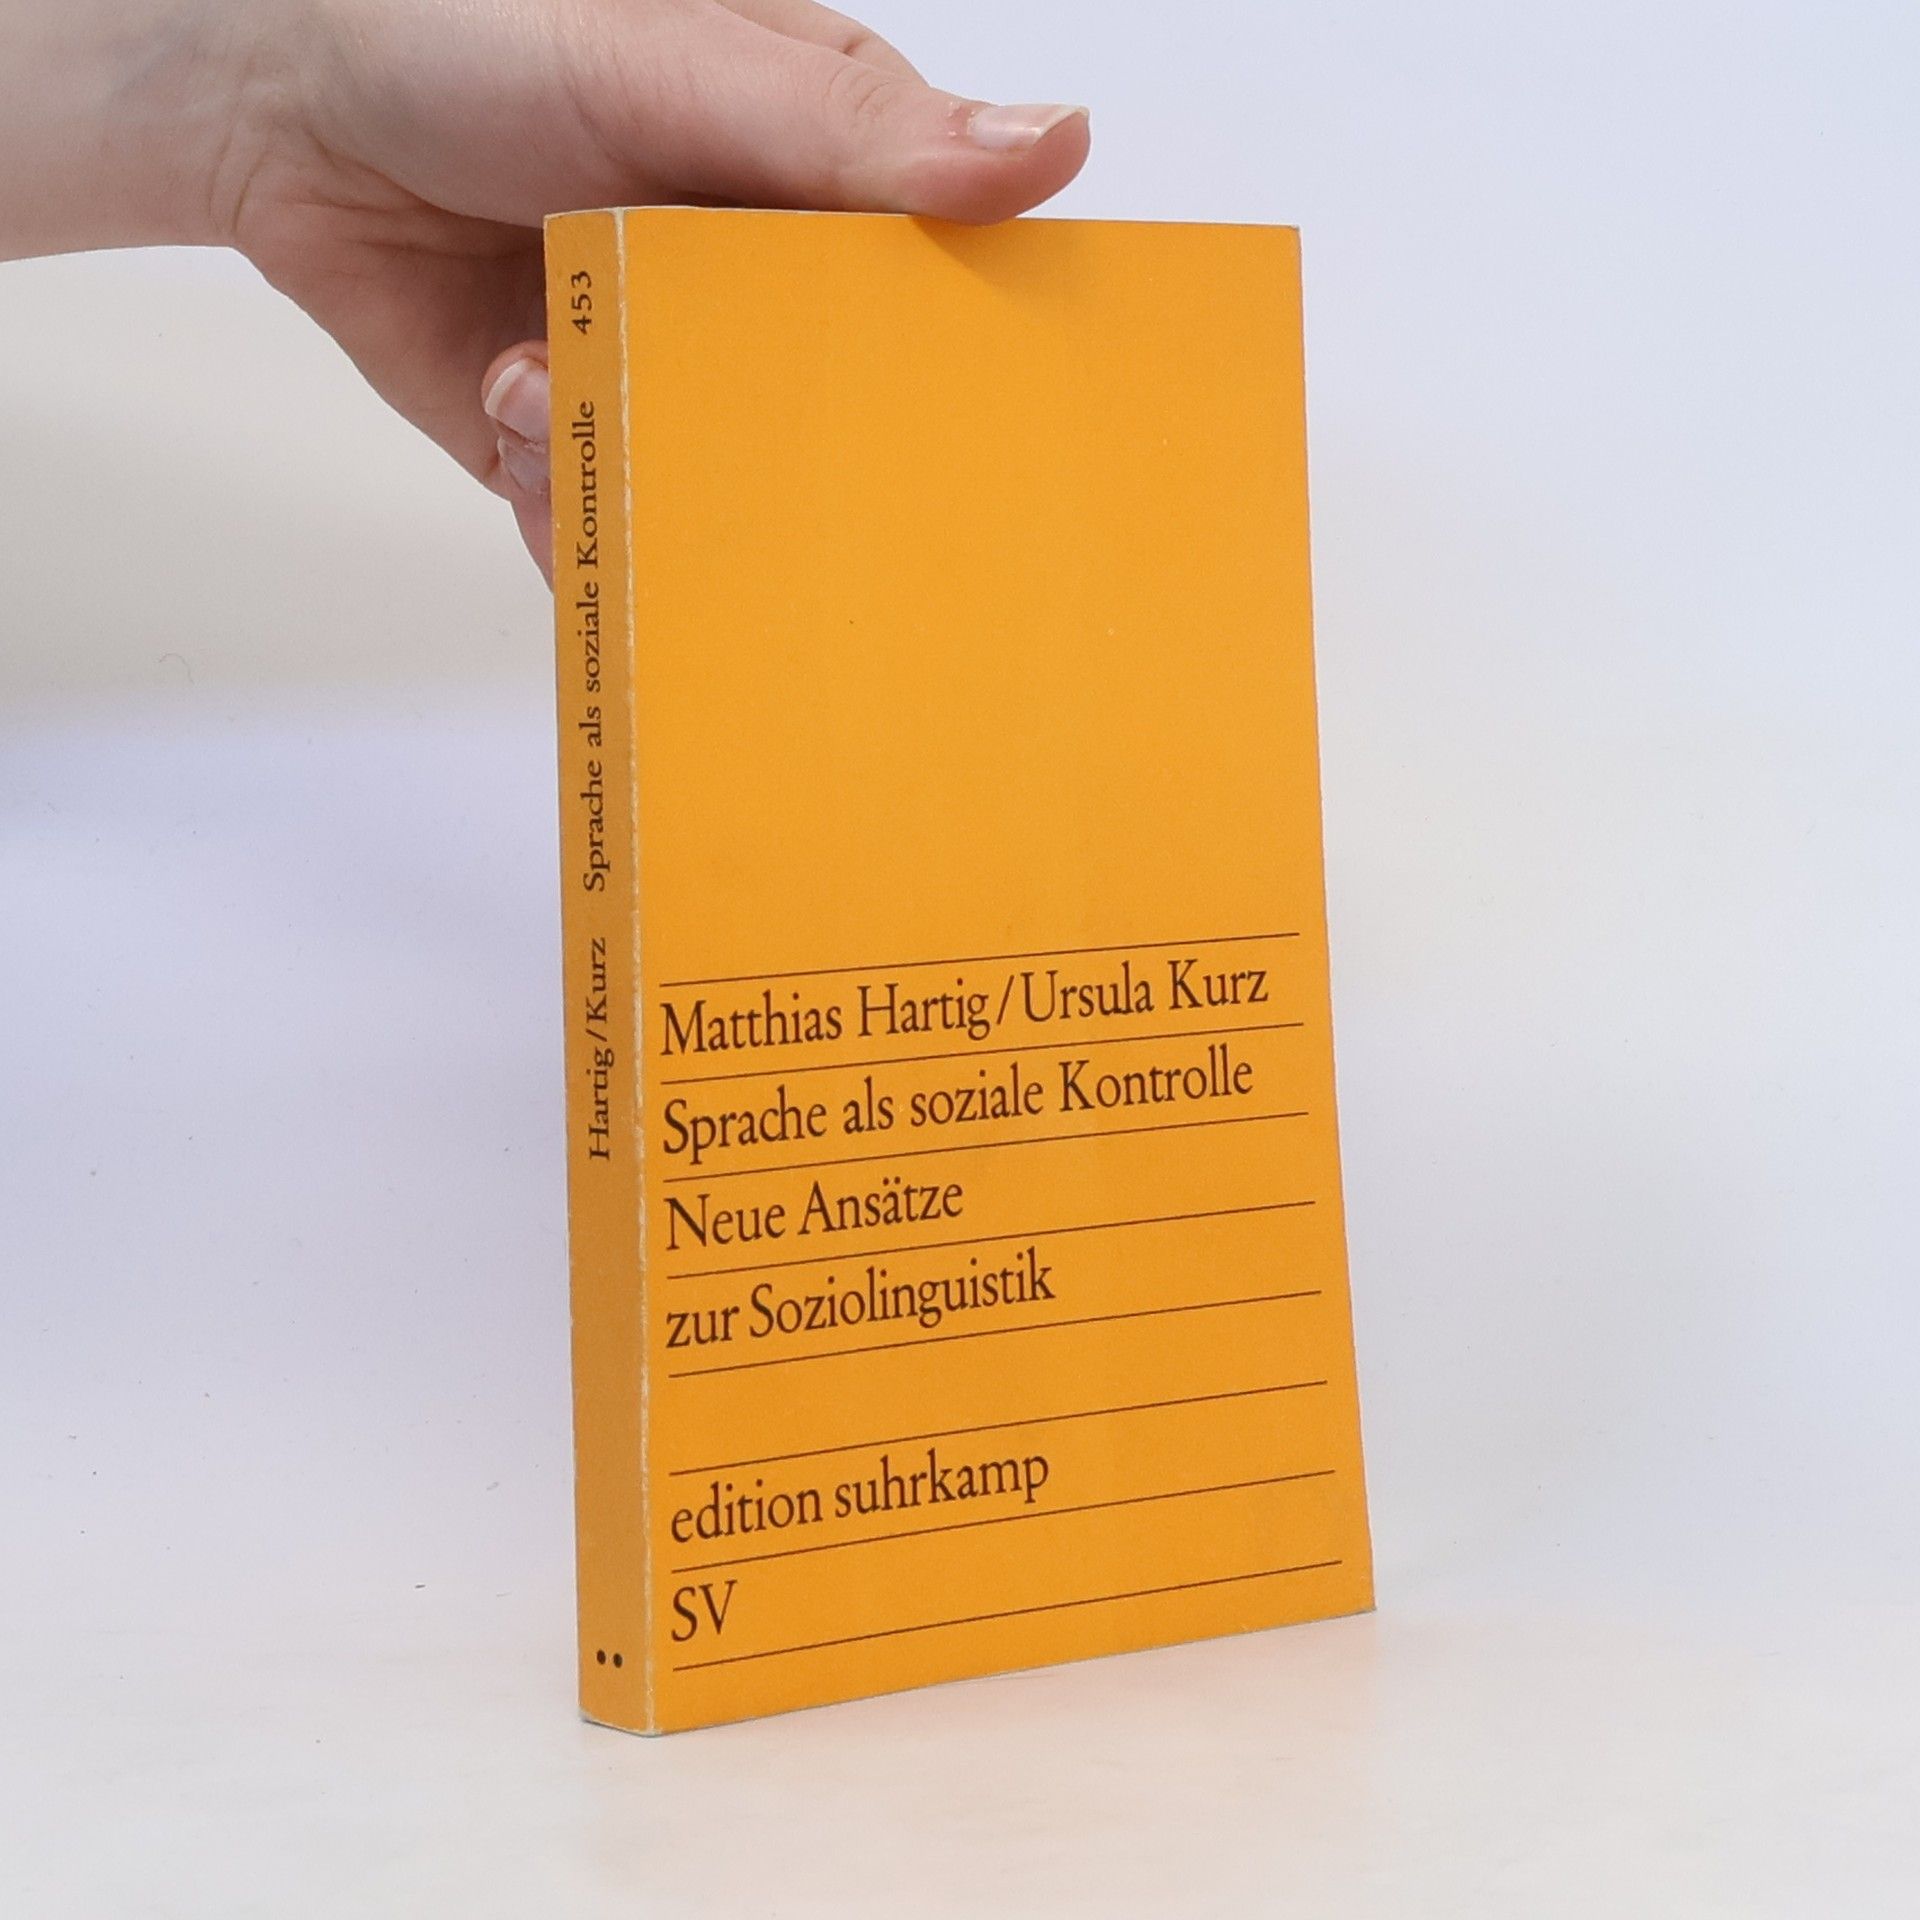 Hartig/Kurz Sprache als soziale Kontrolle 453
Matthias Hartig/Ursula Kurz
Sprache als soziale Kontrolle
Neue Ansätze
zur Soziolinguistik
edition suhrkamp
SV